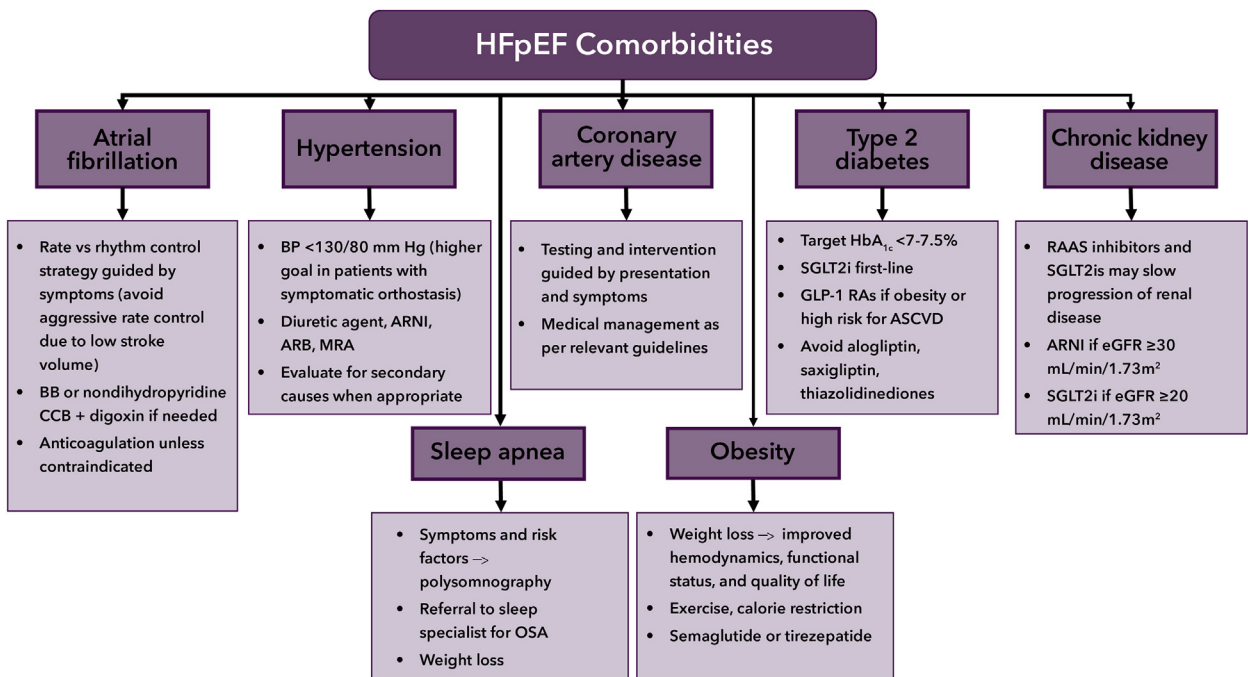 HFpEF Comorbidities
Atrial
fibrillation
• Rate vs rhythm control
strategy guided by
symptoms (avoid
aggressive rate control
due to low stroke
volume)
• BB or nondihydropyridine
CCB + digoxin if needed
• Anticoagulation unless
contraindicated
Hypertension
• BP <130/80 mm Hg (higher
goal in patients with
symptomatic orthostasis)
• Diuretic agent, ARNI,
ARB, MRA
• Evaluate for secondary
causes when appropriate
Coronary
artery disease
• Testing and intervention
guided by presentation
and symptoms
• Medical management as
per relevant guidelines
Type 2
diabetes
• Target HbA1c <7-7.5%
• SGLT2i first-line
• GLP-1 RAs if obesity or
high risk for ASCVD
• Avoid alogliptin,
saxigliptin,
thiazolidinediones
Chronic kidney
disease
• RAAS inhibitors and
SGLT2is may slow
progression of renal
disease
• ARNI if eGFR ≥30
mL/min/1.73m²
• SGLT2i if eGFR ≥20
mL/min/1.73m²
Sleep apnea
• Symptoms and risk
factors –>
polysomnography
• Referral to sleep
specialist for OSA
• Weight loss
Obesity
• Weight loss –> improved
hemodynamics, functional
status, and quality of life
• Exercise, calorie restriction
• Semaglutide or tirzepatide